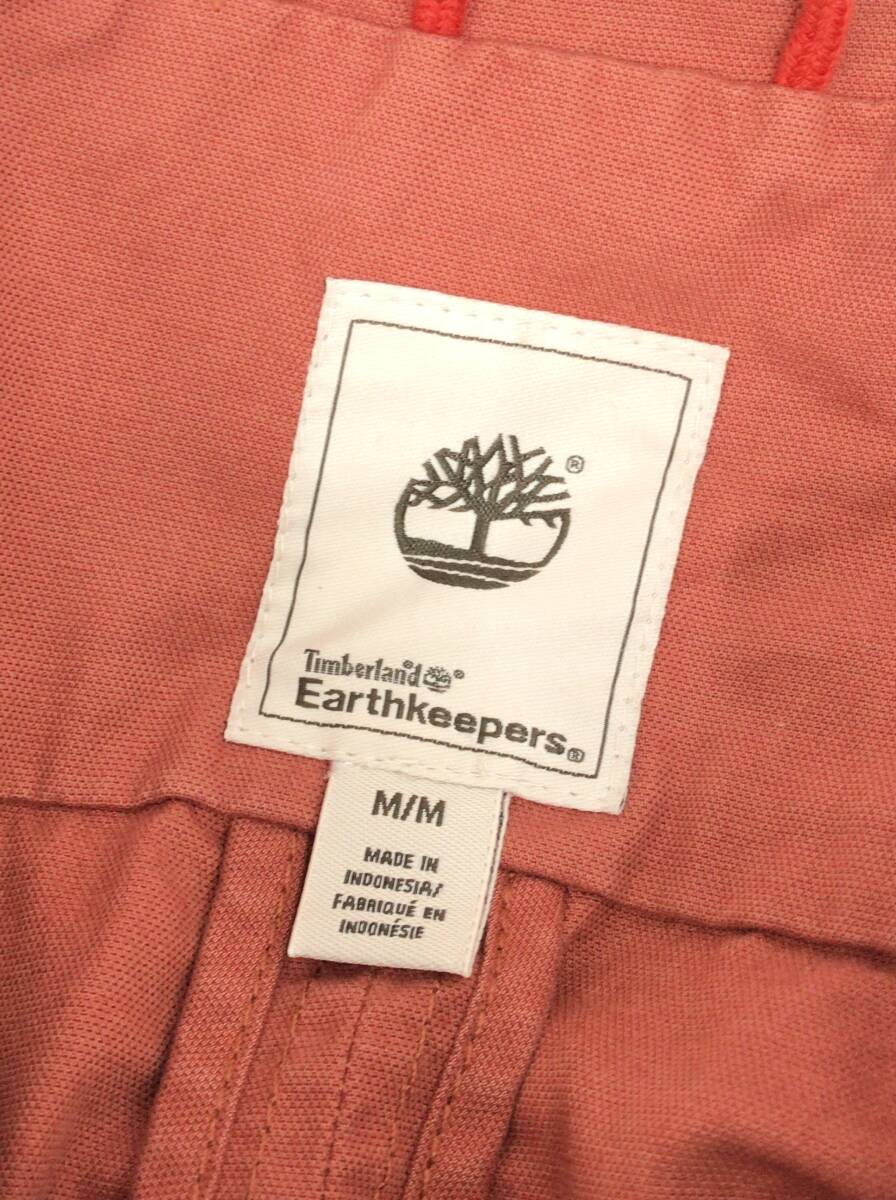 ®
Timberland®
Earthkeepers®
M/M
MADE IN
INDONESIA/
FABRIQUÉ EN
INDONÉSIE